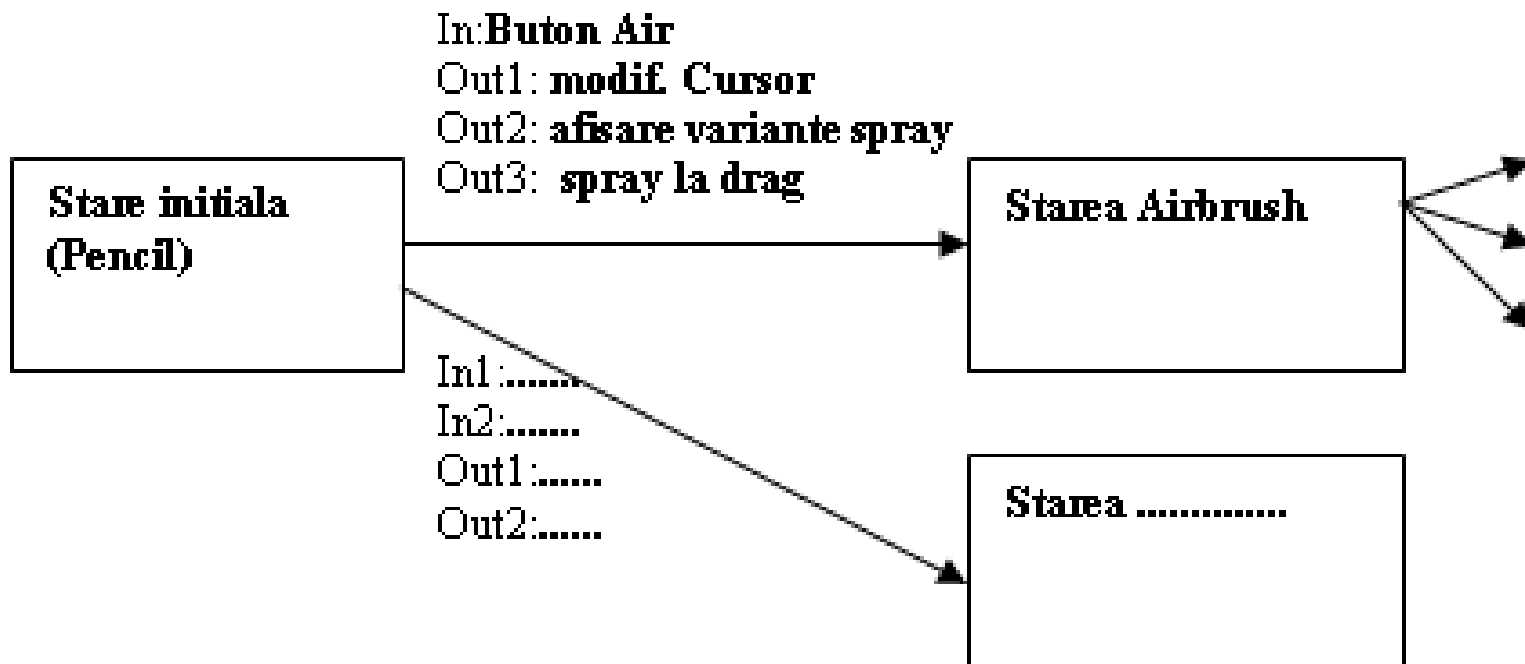 In:Buton Air
Out1: modif. Cursor
Out2: afisare variante spray
Out3: spray la drag
Stare initiala
(Pencil)
Starea Airbrush
In1:.......
In2:.......
Out1:......
Out2:......
Starea ..............